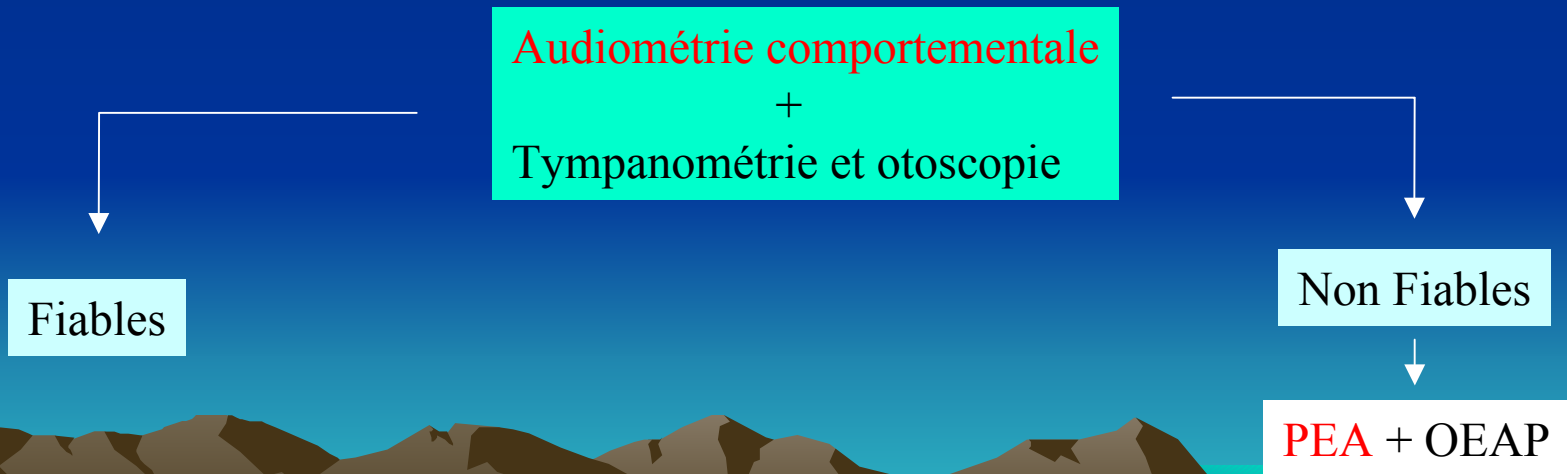 Audiométrie comportementale
+
Tympanométrie et otoscopie
Fiables
Non Fiables
PEA + OEAP